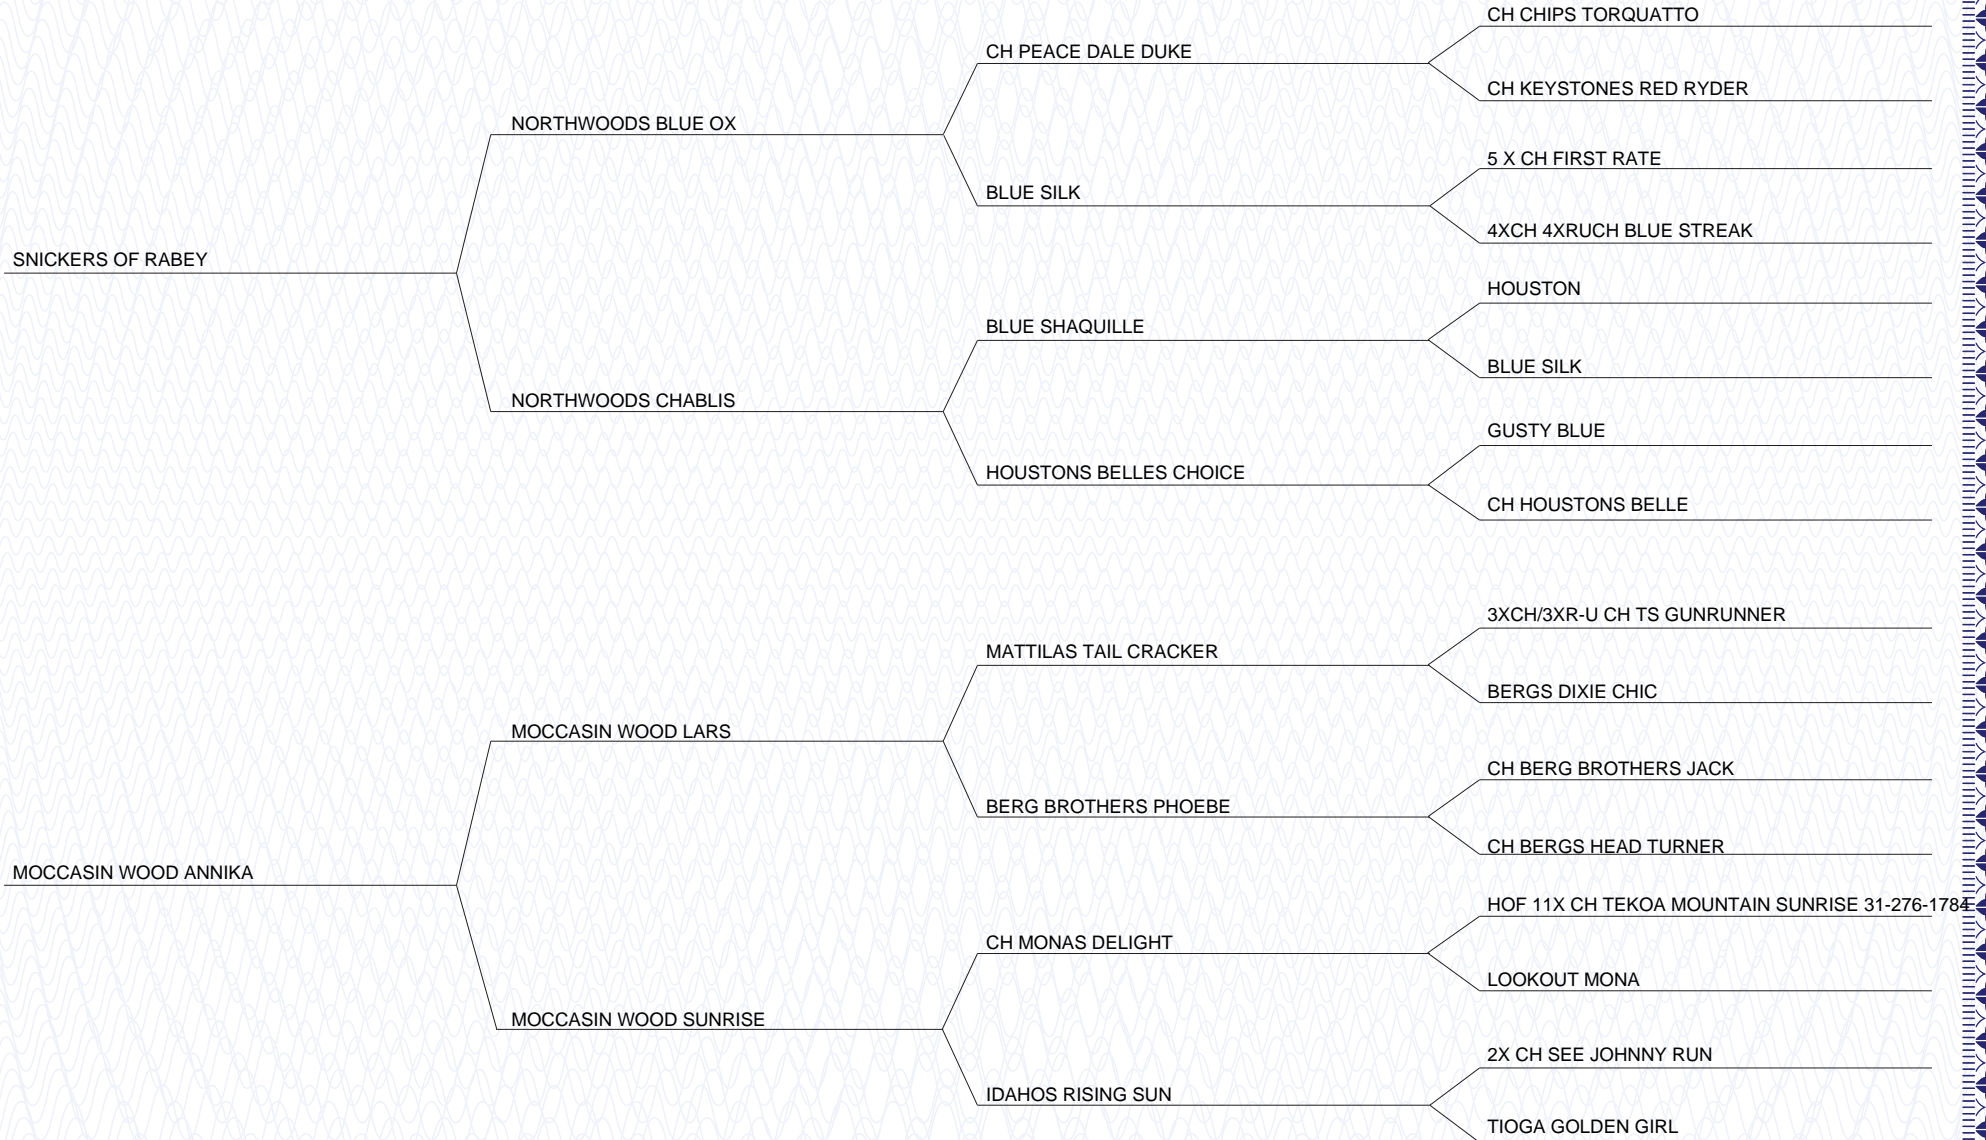 CH CHIPS TORQUATTO
CH PEACE DALE DUKE
CH KEYSTONES RED RYDER
NORTHWOODS BLUE OX
5 X CH FIRST RATE
BLUE SILK
4XCH 4XRUCH BLUE STREAK
SNICKERS OF RABEY
HOUSTON
BLUE SHAQUILLE
BLUE SILK
NORTHWOODS CHABLIS
GUSTY BLUE
HOUSTONS BELLES CHOICE
CH HOUSTONS BELLE
3XCH/3XR-U CH TS GUNRUNNER
MATTILAS TAIL CRACKER
BERGS DIXIE CHIC
MOCCASIN WOOD LARS
CH BERG BROTHERS JACK
BERG BROTHERS PHOEBE
CH BERGS HEAD TURNER
MOCCASIN WOOD ANNIKA
HOF 11X CH TEKOA MOUNTAIN SUNRISE 31-276-1784
CH MONAS DELIGHT
LOOKOUT MONA
MOCCASIN WOOD SUNRISE
2X CH SEE JOHNNY RUN
IDAHOS RISING SUN
TIOGA GOLDEN GIRL